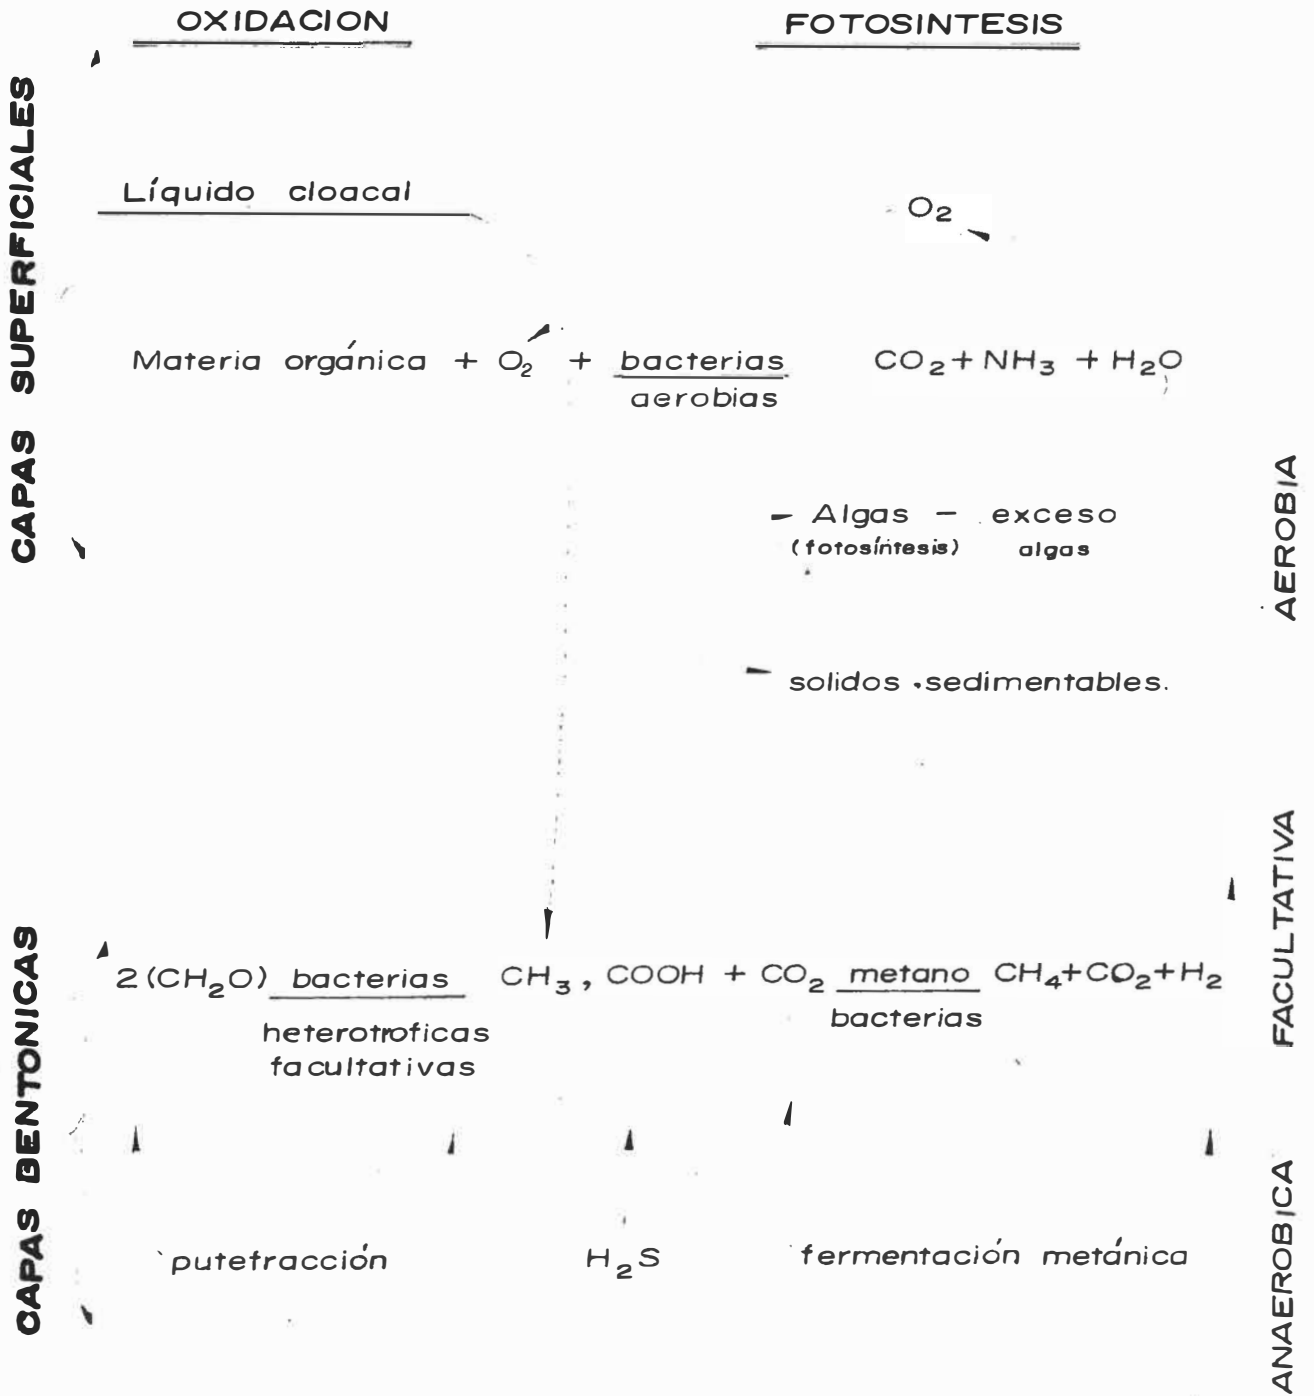 OXIDACION
FOTOSINTESIS
CAPAS SUPERFICIALES
Líquido cloacal
O₂
Materia orgánica + O₂ + bacterias CO₂ + NH₃ + H₂O
aerobias
Algas - exceso
(fotosíntesis) algas
AEROBIA
solidos sedimentables.
FACULTATIVA
CAPAS BENTONICAS
2(CH₂O) bacterias CH₃, COOH + CO₂ metano CH₄+CO₂+H₂
bacterias
heterotroficas
facultativas
putefracción H₂S fermentación metánica
ANAEROBICA